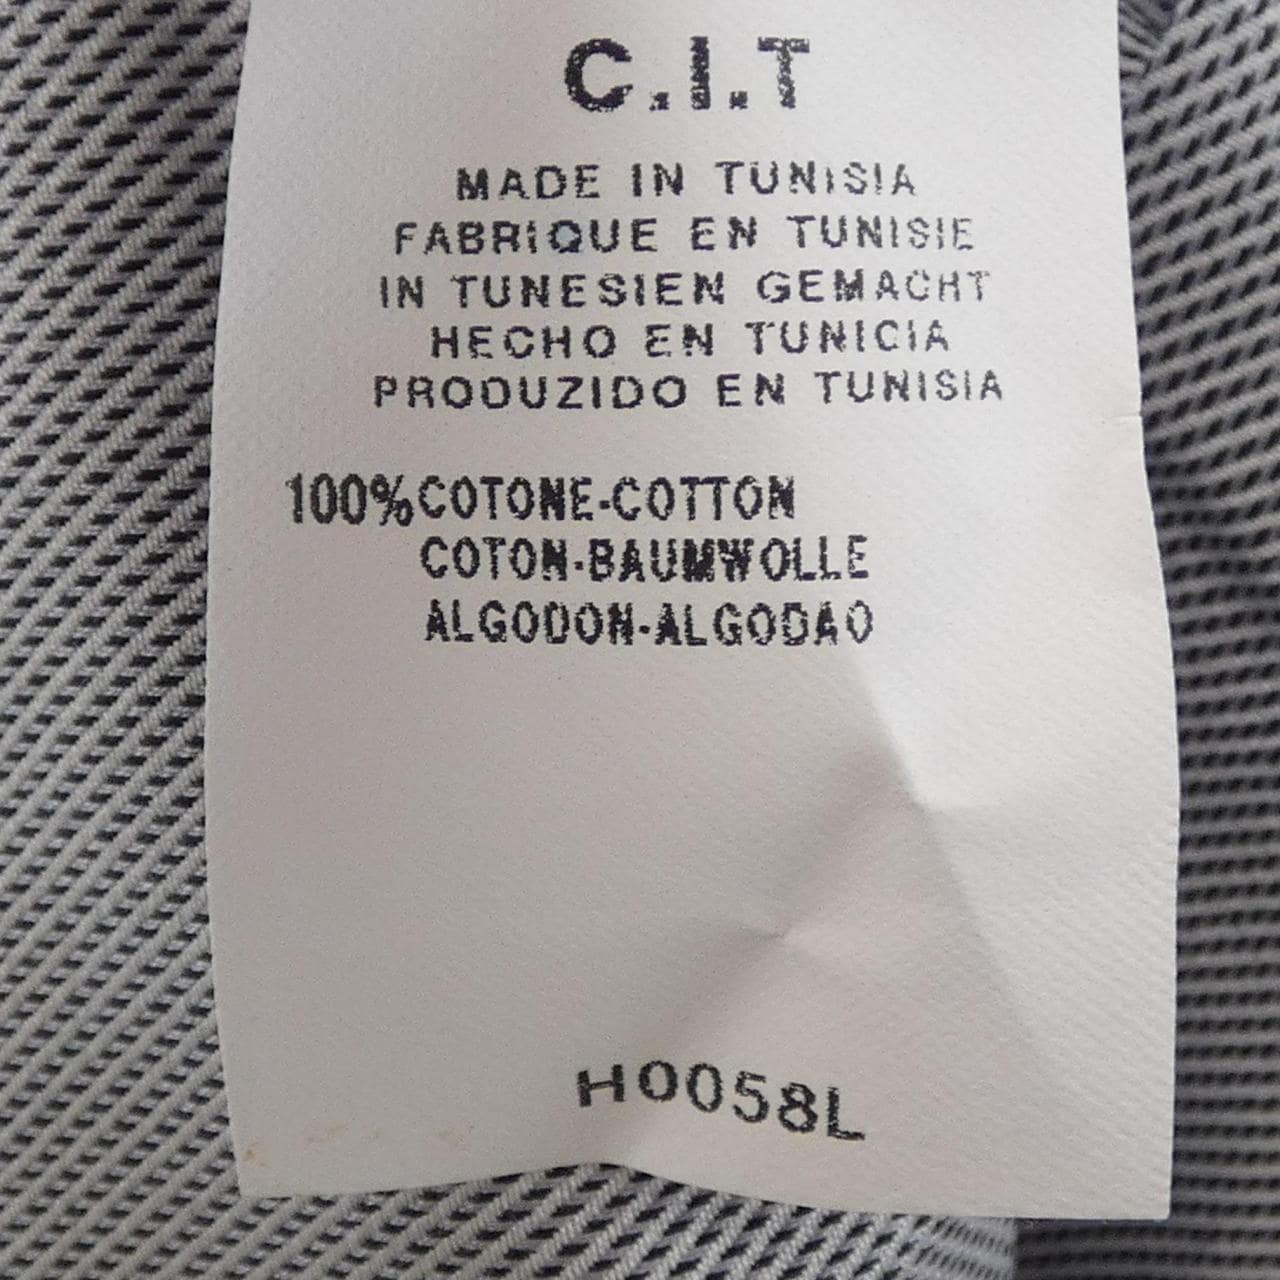 C.I.T
MADE IN TUNISIA
FABRIQUE EN TUNISIE
IN TUNESIEN GEMACHT
HECHO EN TUNICIA
PRODUZIDO EN TUNISIA
100% COTONE-COTTON
COTON-BAUMWOLLE
ALGODON-ALGODAO
H0058L